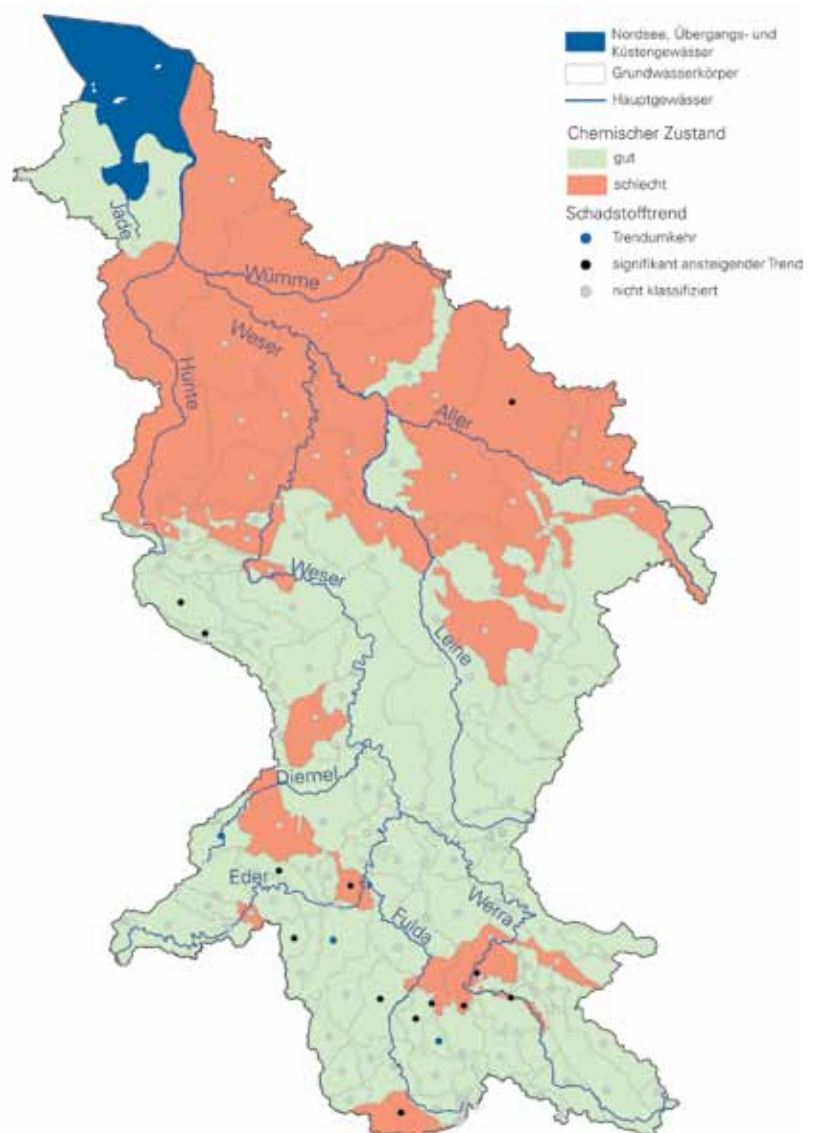 Nordsee, Übergangs- und
Küstengewässer
Grundwasserkörper
Hauptgewässer
Chemischer Zustand
gut
schlecht
Schadstofftrend
Trendumkehr
signifikant ansteigender Trend
nicht klassifiziert
Jade
Wümme
Weser
Hunte
Aller
Weser
Leine
Diemel
Eder
Fulda
Werra